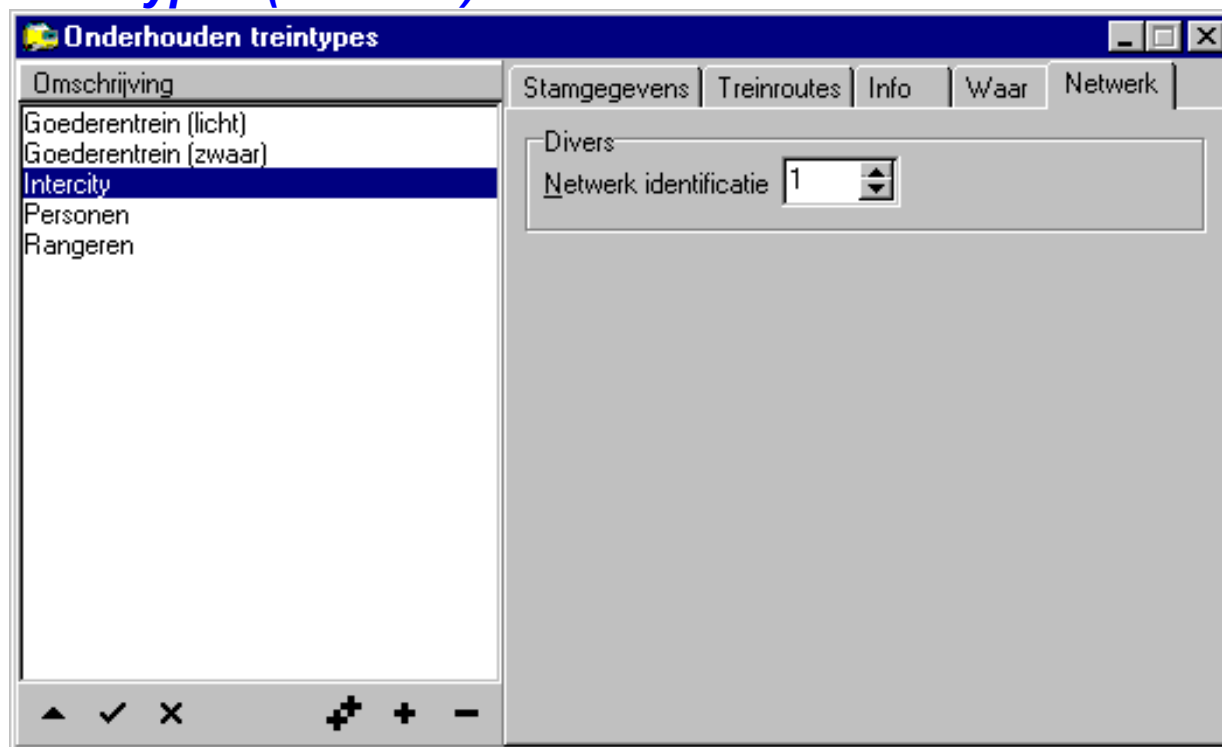 Onderhouden treintypes
Omschrijving
Stamgegevens Treinroutes Info Waar Netwerk
Goederentrein (licht)
Goederentrein (zwaar)
Intercity
Personen
Rangeren
Divers
Netwerk identificatie 1